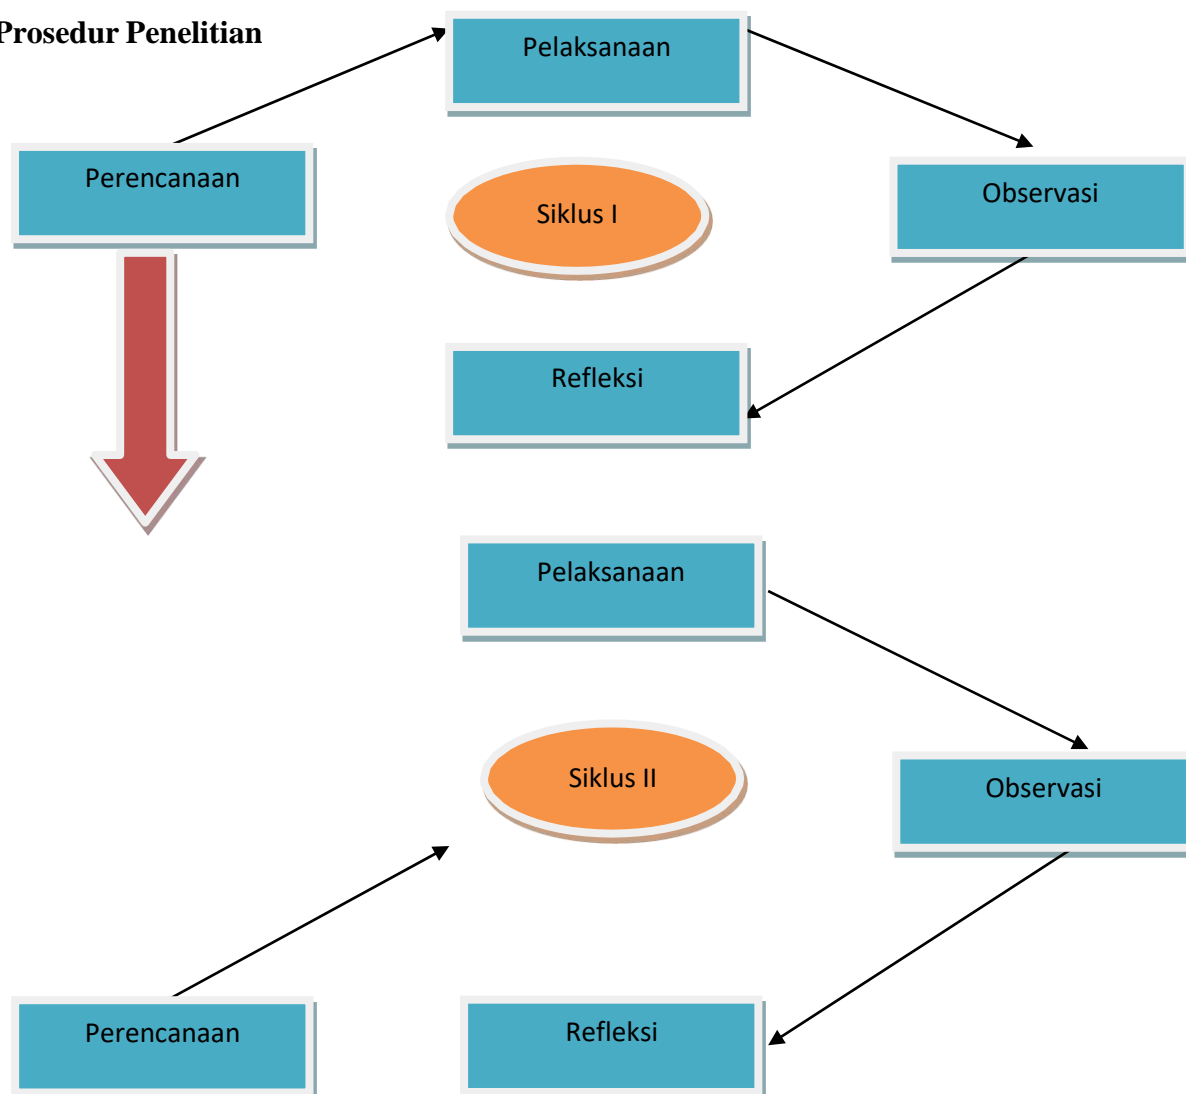 Prosedur Penelitian
Pelaksanaan
Perencanaan
Siklus I
Observasi
Refleksi
Pelaksanaan
Siklus II
Observasi
Perencanaan
Refleksi